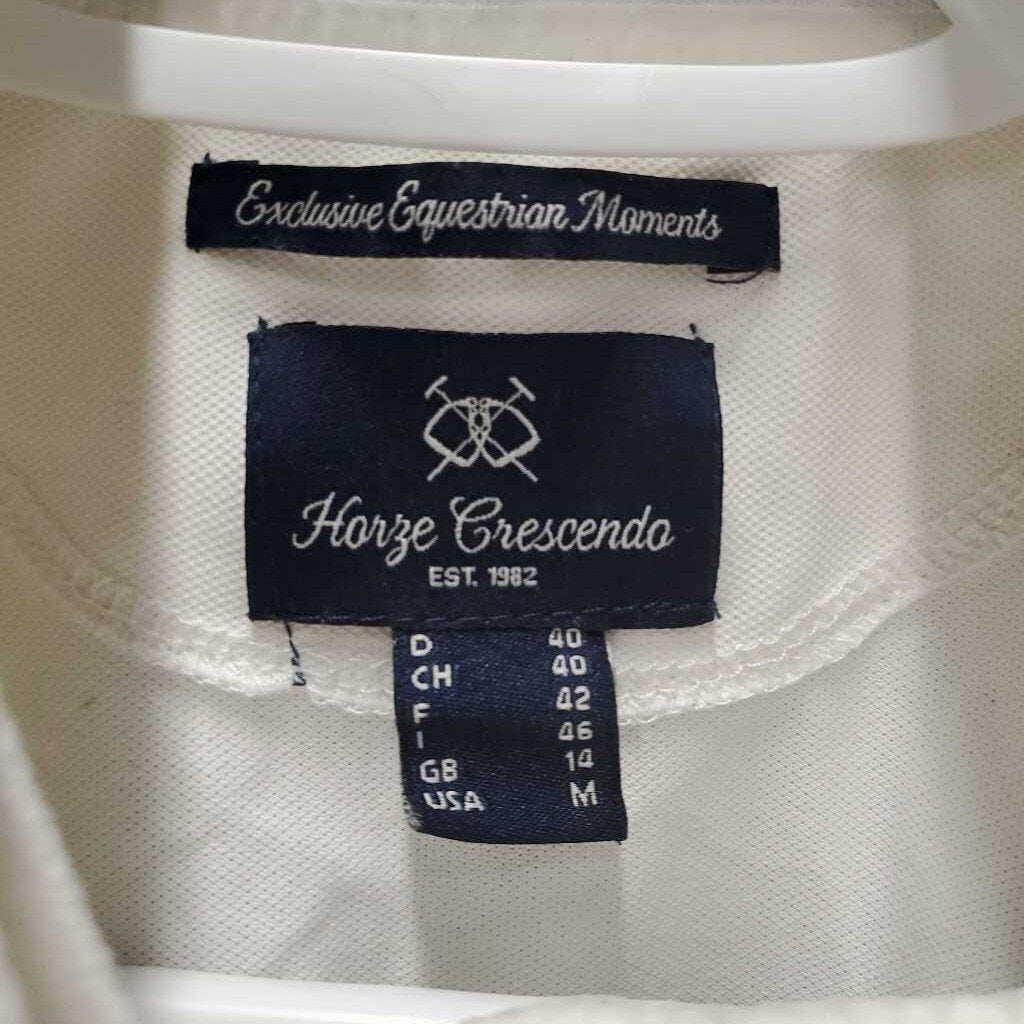 Exclusive Equestrian Moments
Horze Crescendo
EST. 1982
D 40
CH 40
F 42
I 46
GB 14
USA M